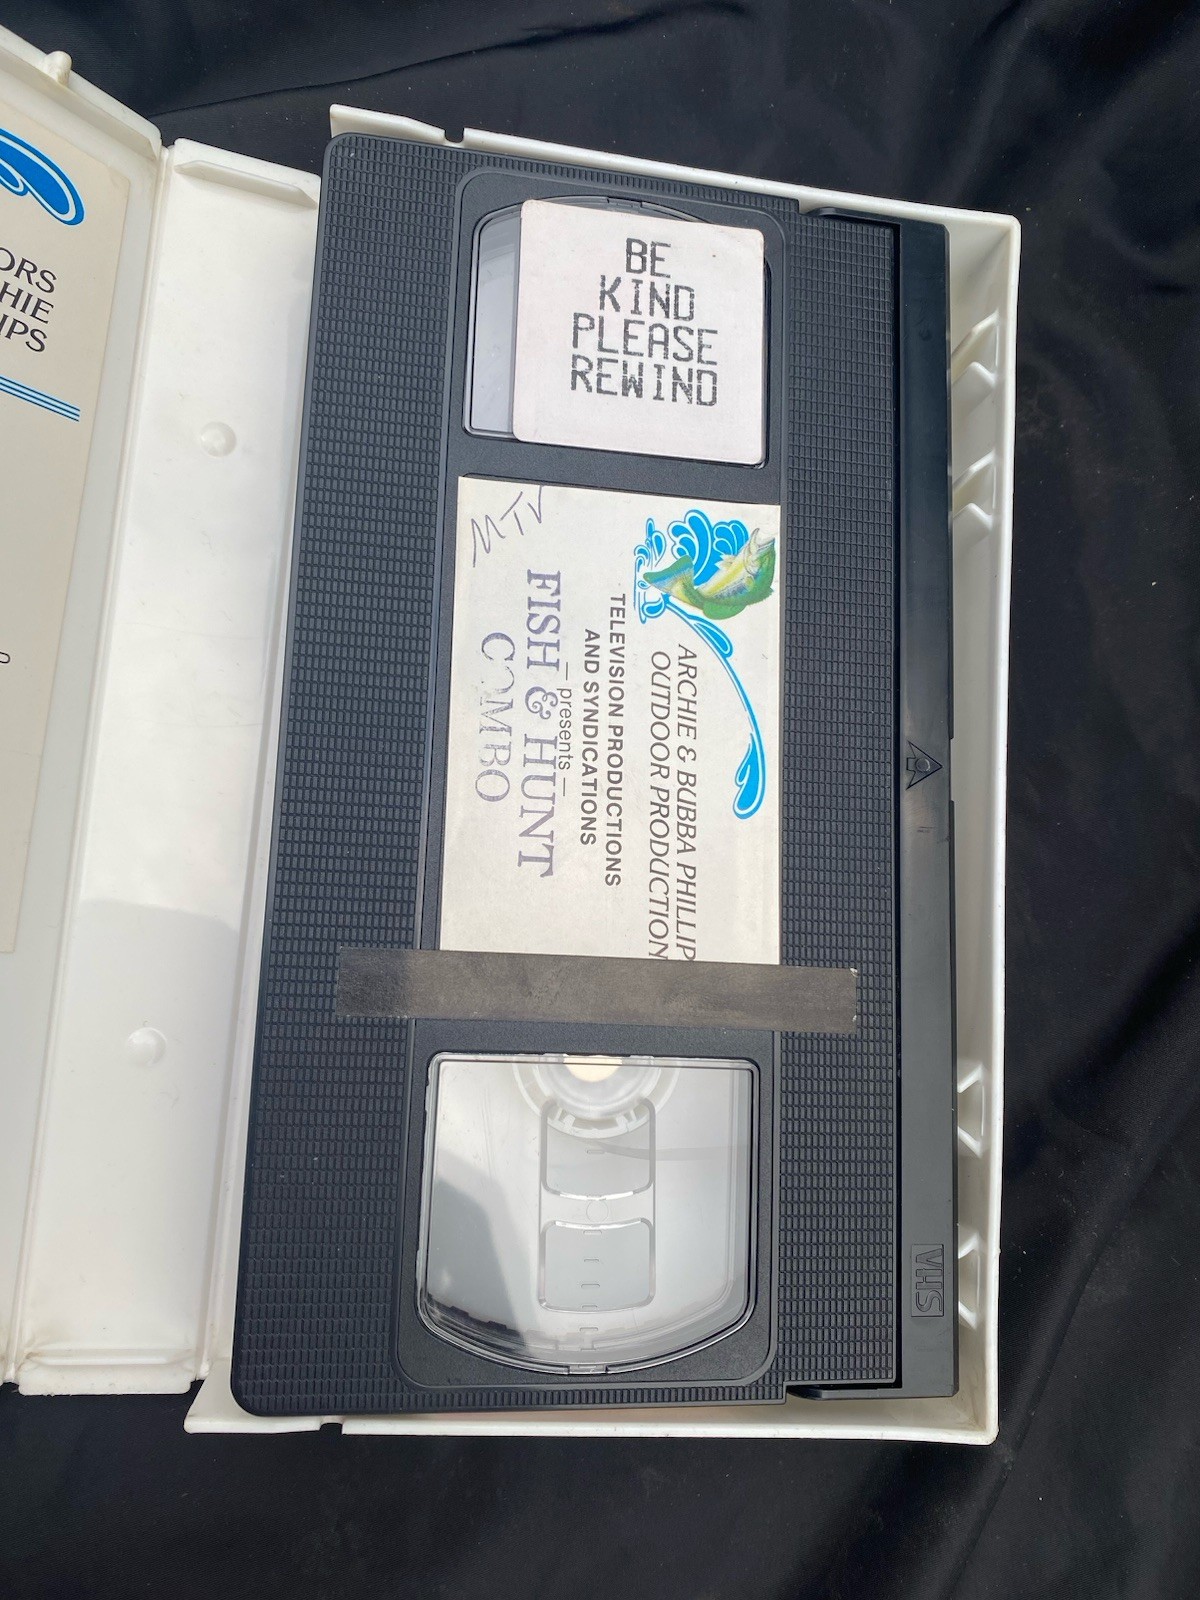 ORS
HIE
IPS
BE
KIND
PLEASE
REWIND
MTV
ARCHIE & BUBBA PHILLIP
OUTDOOR PRODUCTION
TELEVISION PRODUCTIONS
AND SYNDICATIONS
— presents —
FISH & HUNT
COMBO
VHS